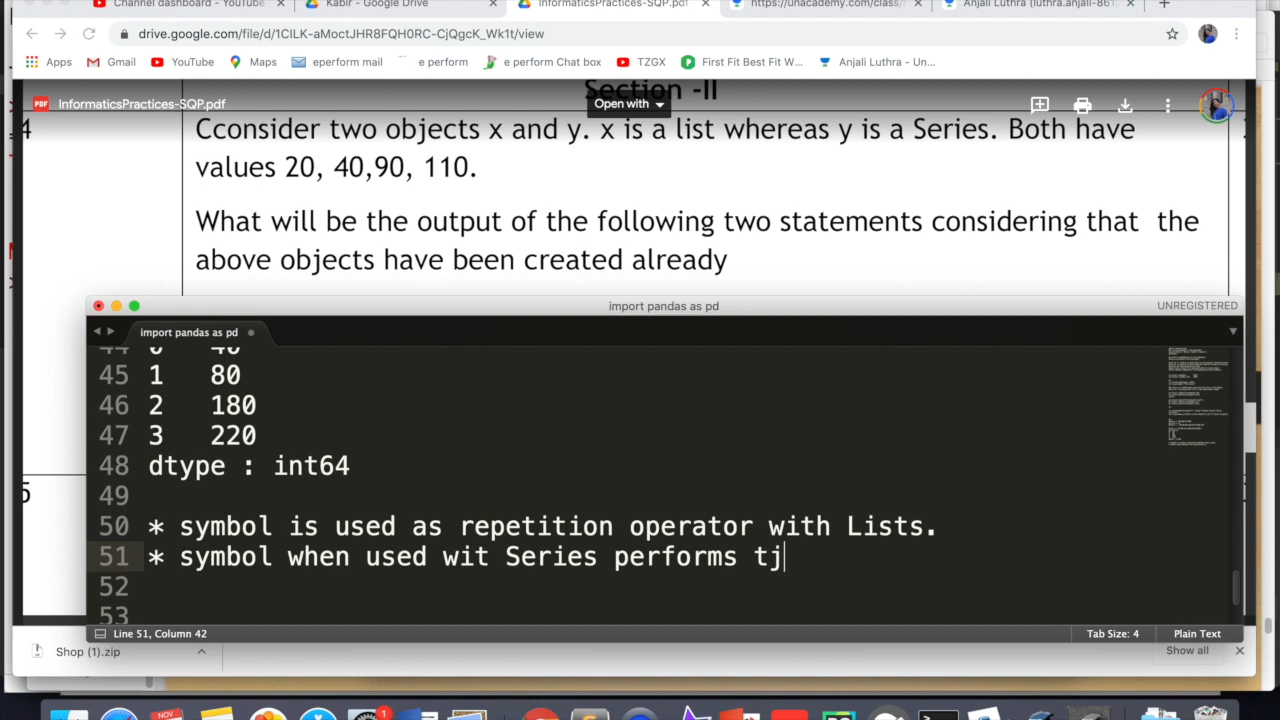 Channel dashboard - YouTube
Kabir - Google Drive
InformaticsPractices-SQP.pdf
https://unacademy.com/class/
Anjali Luthra (luthra.anjali-861
drive.google.com/file/d/1CILK-aMoctJHR8FQH0RC-CjQgcK_Wk1t/view
Apps Gmail YouTube Maps eperform mail e perform e perform Chat box TZGX First Fit Best Fit W... Anjali Luthra - Un...
Section -II
InformaticsPractices-SQP.pdf
Open with
Cconsider two objects x and y. x is a list whereas y is a Series. Both have
values 20, 40,90, 110.
What will be the output of the following two statements considering that the
above objects have been created already
import pandas as pd
UNREGISTERED
import pandas as pd
44 0 40
45 1 80
46 2 180
47 3 220
48 dtype : int64
49
50 * symbol is used as repetition operator with Lists.
51 * symbol when used wit Series performs tj
52
53
Line 51, Column 42
Tab Size: 4
Plain Text
Shop (1).zip
Show all
NOV
1